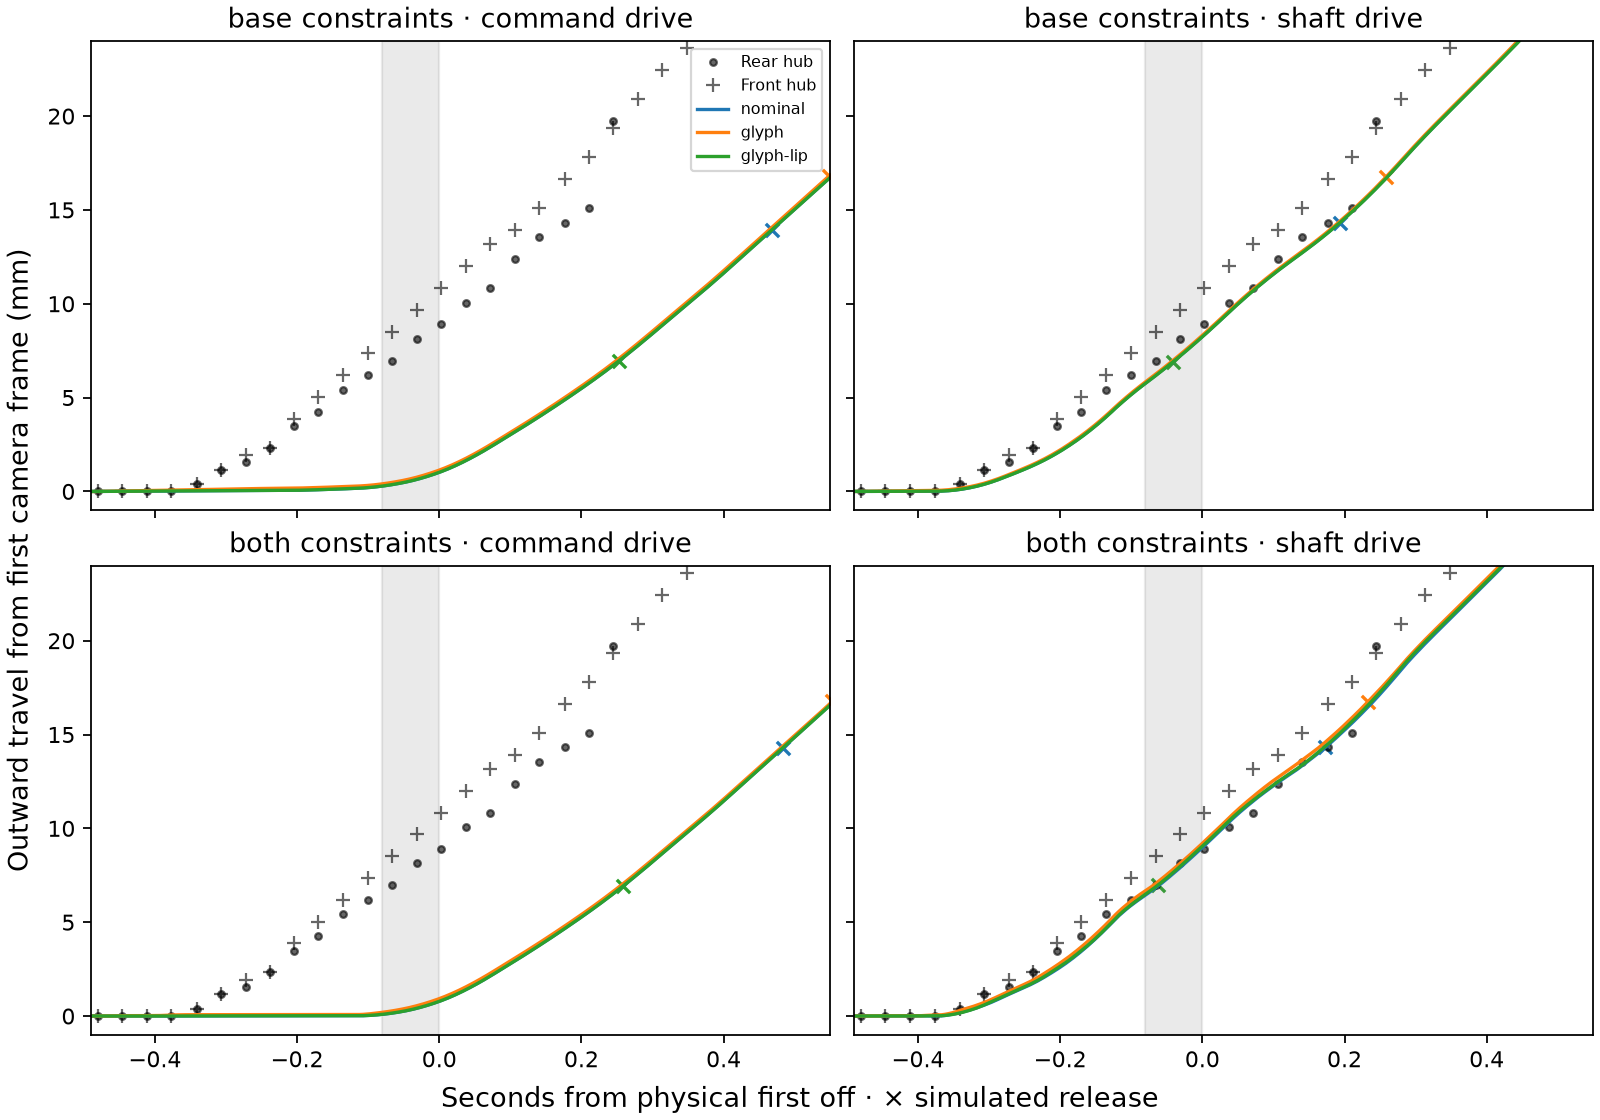 base constraints · command drive
base constraints · shaft drive
Rear hub
Front hub
nominal
glyph
glyph-lip
20
15
10
5
0
both constraints · command drive
both constraints · shaft drive
20
15
10
5
0
Outward travel from first camera frame (mm)
−0.4
−0.2
0.0
0.2
0.4
−0.4
−0.2
0.0
0.2
0.4
Seconds from physical first off · × simulated release